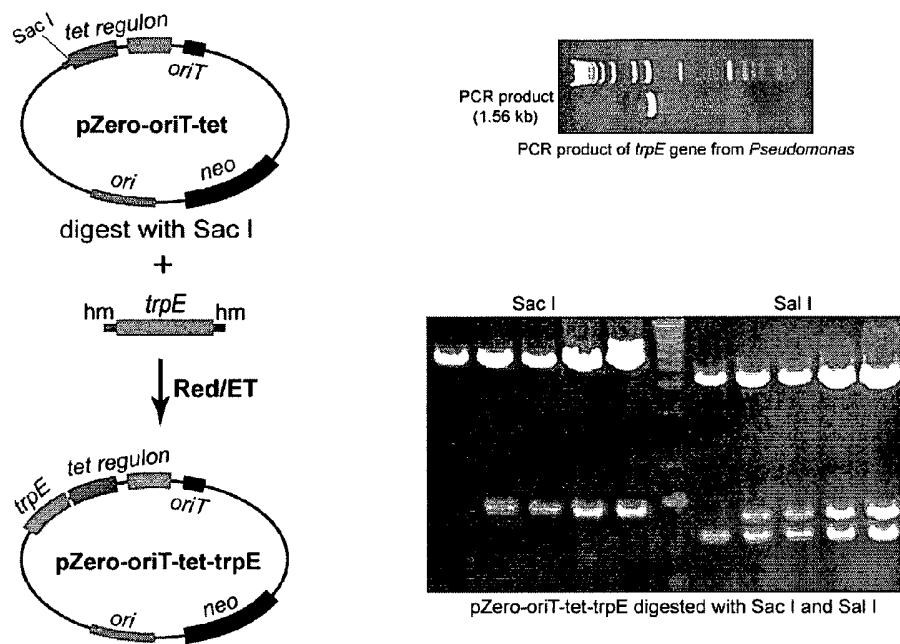 Sac I
tet regulon
oriT
pZero-oriT-tet
ori
neo
digest with Sac I
+
hm
trpE
hm
Red/ET
trpE
tet regulon
oriT
pZero-oriT-tet-trpE
ori
neo
PCR product
(1.56 kb)
PCR product of trpE gene from Pseudomonas
Sac I
Sal I
pZero-oriT-tet-trpE digested with Sac I and Sal I